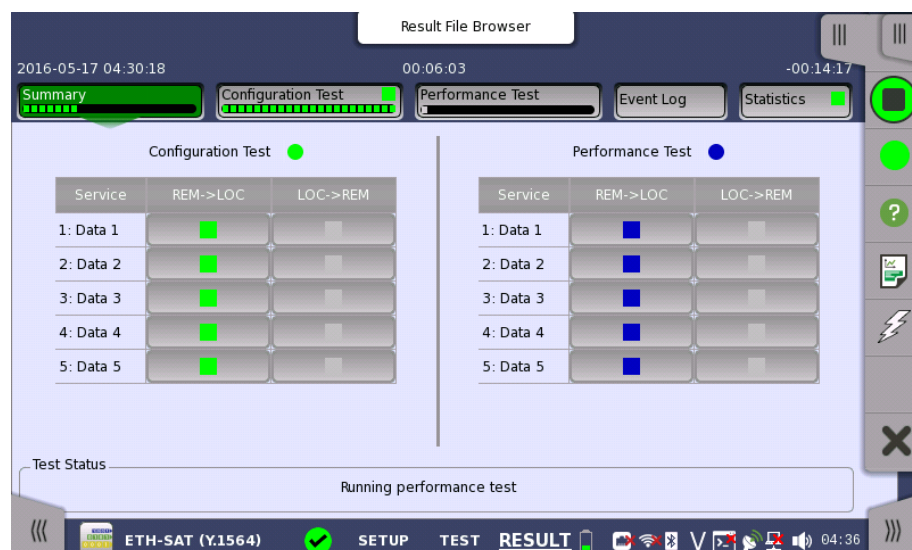 Result File Browser
2016-05-17 04:30:18 00:06:03 -00:14:17
Summary Configuration Test Performance Test Event Log Statistics
Configuration Test Performance Test
Service REM->LOC LOC->REM Service REM->LOC LOC->REM
1: Data 1 1: Data 1
2: Data 2 2: Data 2
3: Data 3 3: Data 3
4: Data 4 4: Data 4
5: Data 5 5: Data 5
Test Status
Running performance test
ETH-SAT (Y.1564) SETUP TEST RESULT V 04:36